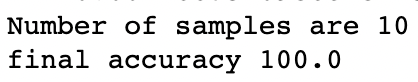 Number of samples are 10
final accuracy 100.0